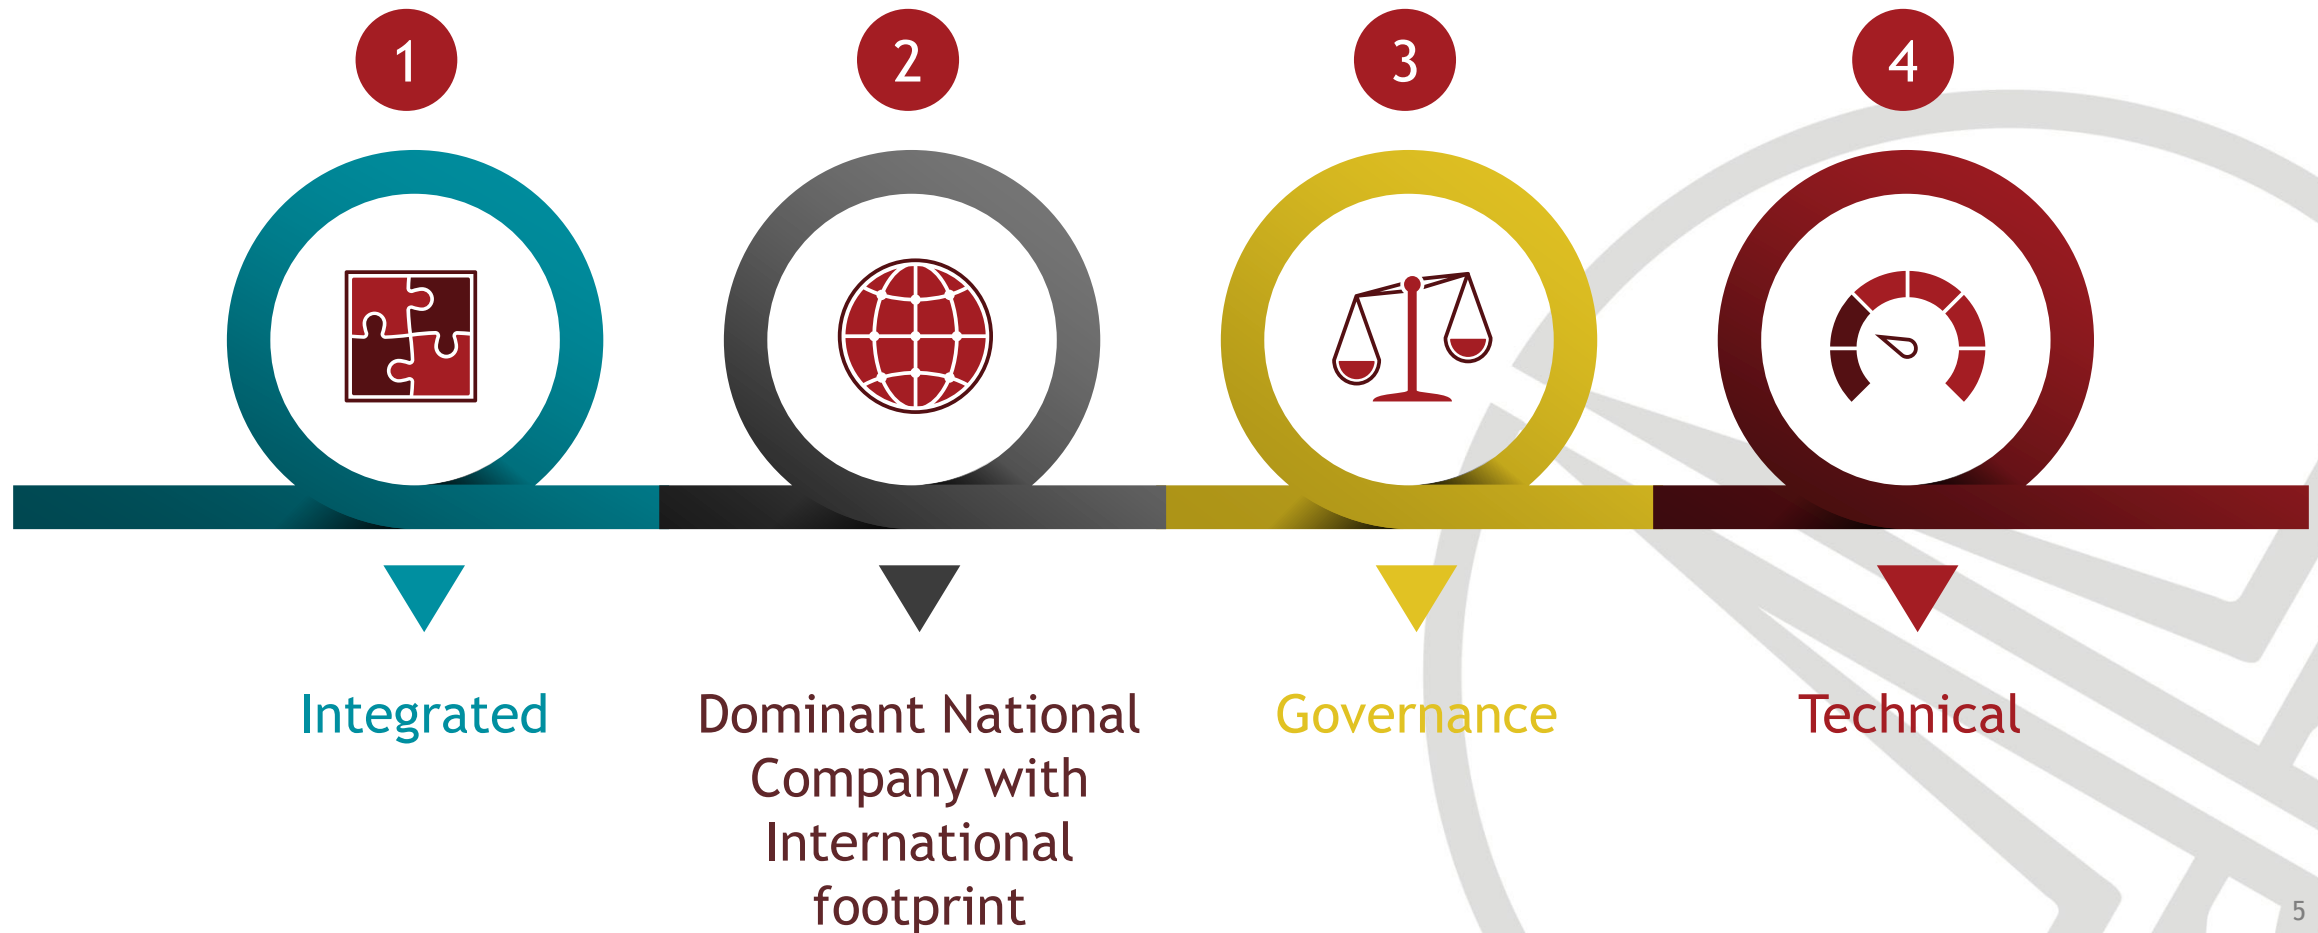 1
2
3
4
Integrated
Dominant National
Company with
International
footprint
Governance
Technical
5